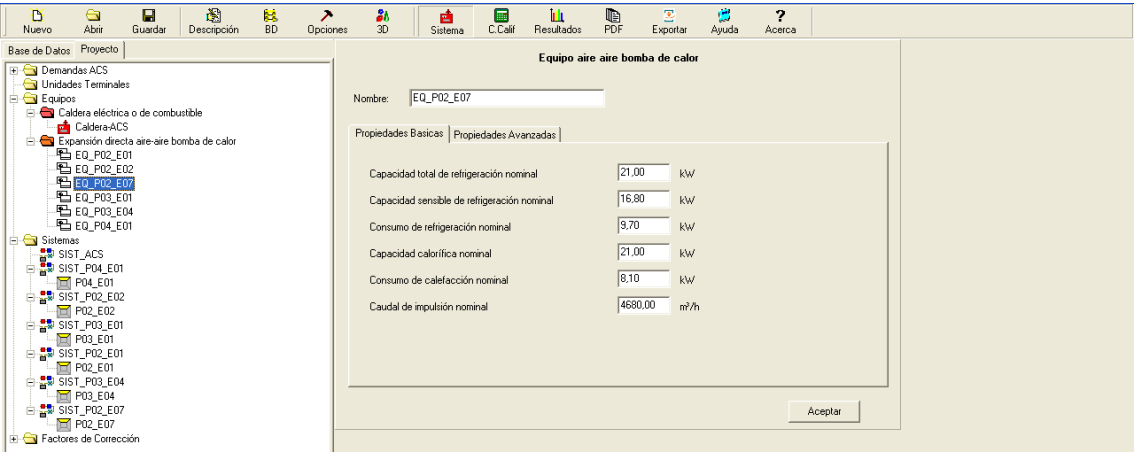 Nuevo Abrir Guardar Descripción BD Opciones 3D Sistema C.Calif Resultados PDF Exportar Ayuda Acerca
Base de Datos Proyecto
Demandas ACS
Unidades Terminales
Equipos
Caldera eléctrica o de combustible
Caldera-ACS
Expansión directa aire-aire bomba de calor
EQ_P02_E01
EQ_P02_E02
EQ_P02_E07
EQ_P03_E01
EQ_P03_E04
EQ_P04_E01
Sistemas
SIST_ACS
SIST_P04_E01
P04_E01
SIST_P02_E02
P02_E02
SIST_P03_E01
P03_E01
SIST_P02_E01
P02_E01
SIST_P03_E04
P03_E04
SIST_P02_E07
P02_E07
Factores de Corrección
Equipo aire aire bomba de calor
Nombre: EQ_P02_E07
Propiedades Basicas Propiedades Avanzadas
Capacidad total de refrigeración nominal 21,00 kW
Capacidad sensible de refrigeración nominal 16,80 kW
Consumo de refrigeración nominal 9,70 kW
Capacidad calorífica nominal 21,00 kW
Consumo de calefacción nominal 8,10 kW
Caudal de impulsión nominal 4680,00 m³/h
Aceptar